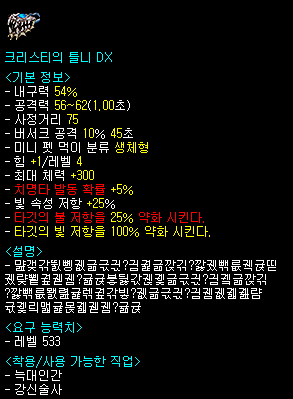 크리스티의 틀니 DX
<기본 정보>
- 내구력 54%
- 공격력 56~62(1.00초)
- 사정거리 75
- 버서크 공격 10% 45초
- 미니 펫 먹이 분류 생체형
- 힘 +1/레벨 4
- 최대 체력 +300
- 치명타 발동 확률 +5%
- 빛 속성 저항 +25%
- 타깃의 불 저항을 25% 약화 시킨다.
- 타깃의 빛 저항을 100% 약화 시킨다.
<설명>
<요구 능력치>
- 레벨 533
<착용/사용 가능한 직업>
- 늑대인간
- 강신술사